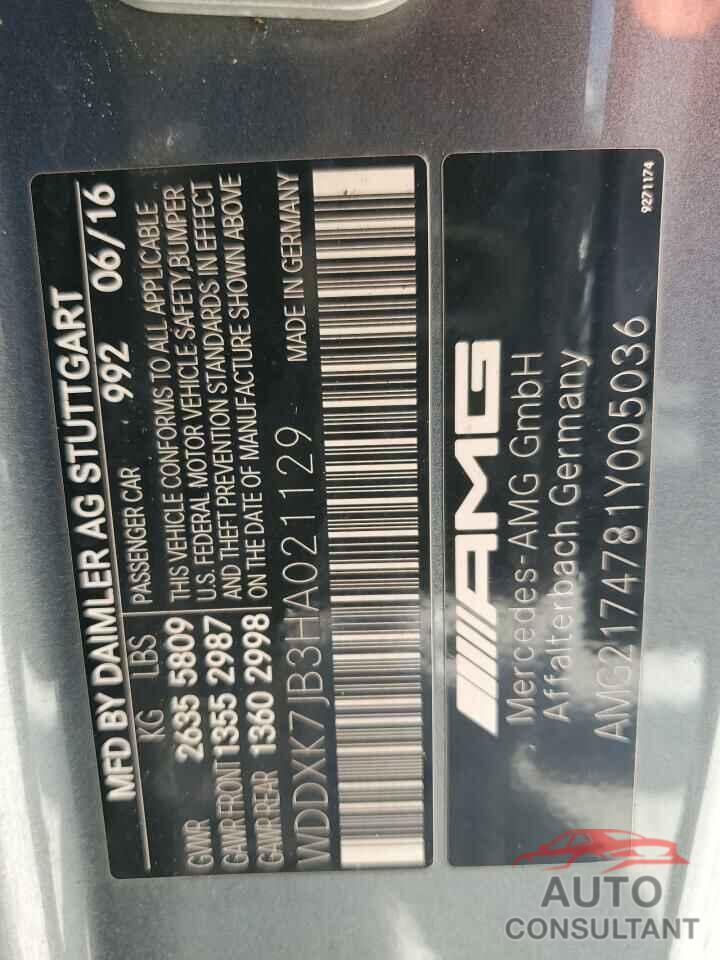 MFD BY DAIMLER AG STUTTGART
992 06/16
KG LBS PASSENGER CAR
GVWR 2635 5809
GAWR FRONT 1355 2987
GAWR REAR 1360 2998
THIS VEHICLE CONFORMS TO ALL APPLICABLE
U.S. FEDERAL MOTOR VEHICLE SAFETY, BUMPER
AND THEFT PREVENTION STANDARDS IN EFFECT
ON THE DATE OF MANUFACTURE SHOWN ABOVE
WDDXK7JB3HA021129
MADE IN GERMANY
AMG
Mercedes-AMG GmbH
Affalterbach Germany
AMG2174781Y005036
9271174
AUTO
CONSULTANT